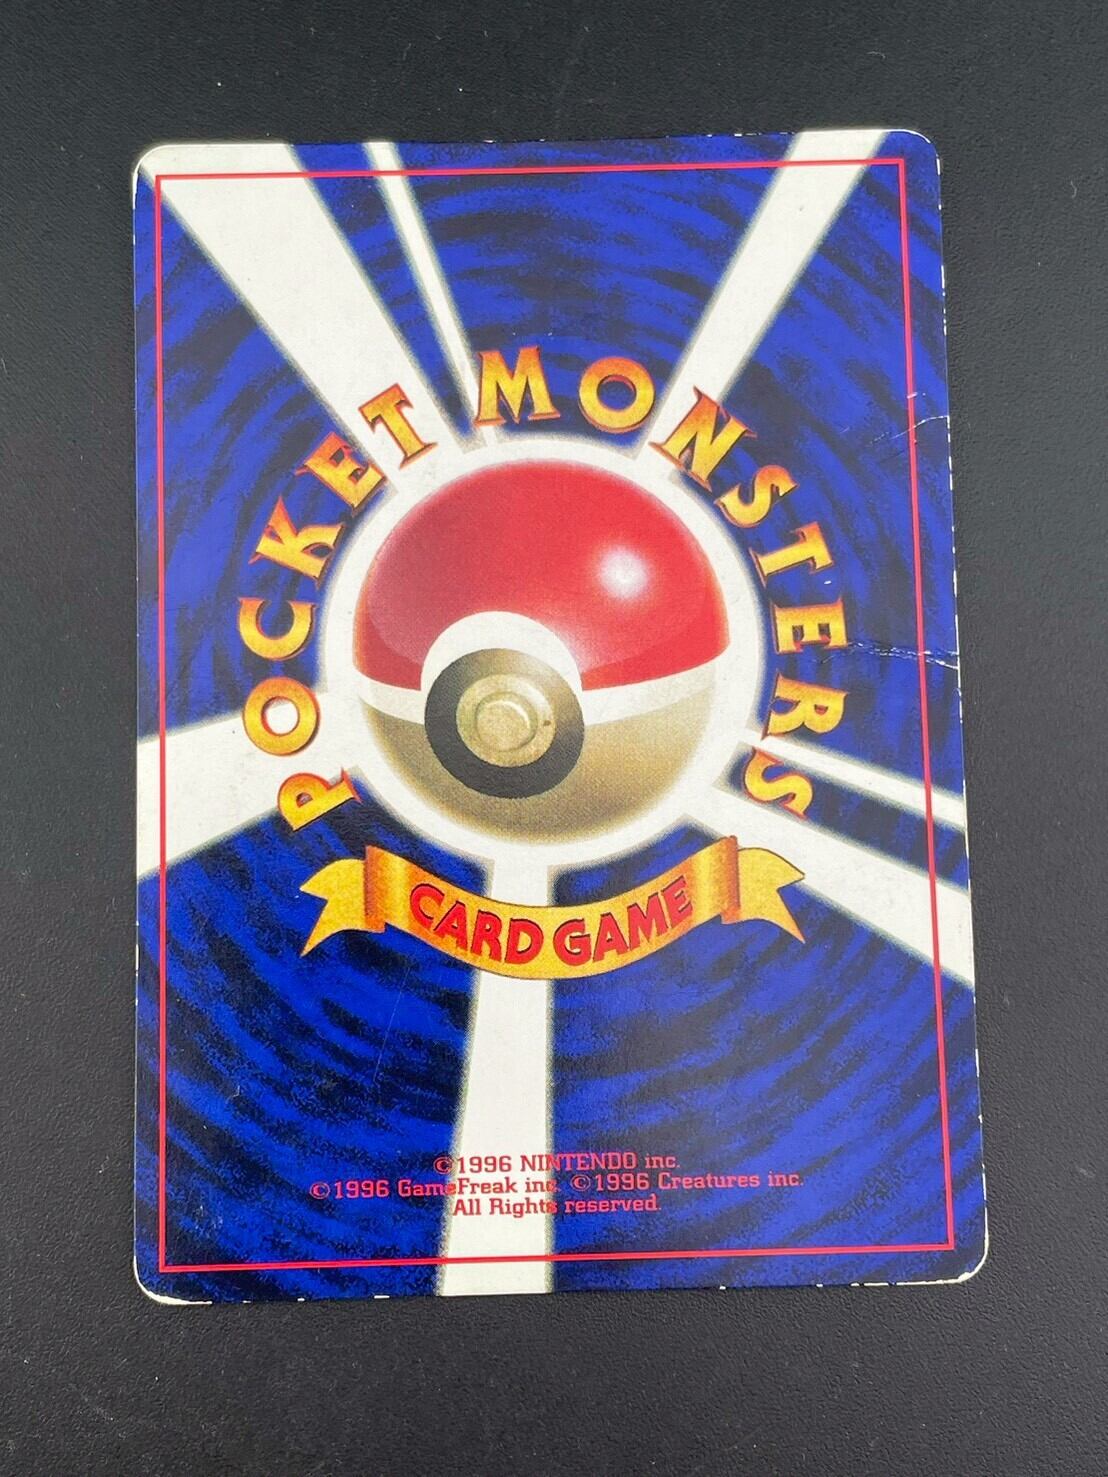 POCKET MONSTERS
CARD GAME
©1996 NINTENDO inc.
©1996 GameFreak inc. ©1996 Creatures inc.
All Rights reserved.